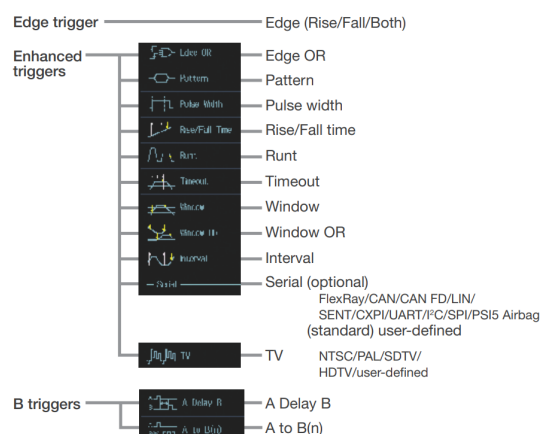 Edge trigger Edge (Rise/Fall/Both)
Enhanced triggers
Edge OR Edge OR
Pattern Pattern
Pulse Width Pulse width
Rise/Fall Time Rise/Fall time
Runt Runt
Timeout Timeout
Window Window
Window OR Window OR
Interval Interval
Serial Serial (optional)
FlexRay/CAN/CAN FD/LIN/
SENT/CXPI/UART/I²C/SPI/PSI5 Airbag
(standard) user-defined
TV TV NTSC/PAL/SDTV/
HDTV/user-defined
B triggers A Delay B A Delay B
A to B(n) A to B(n)